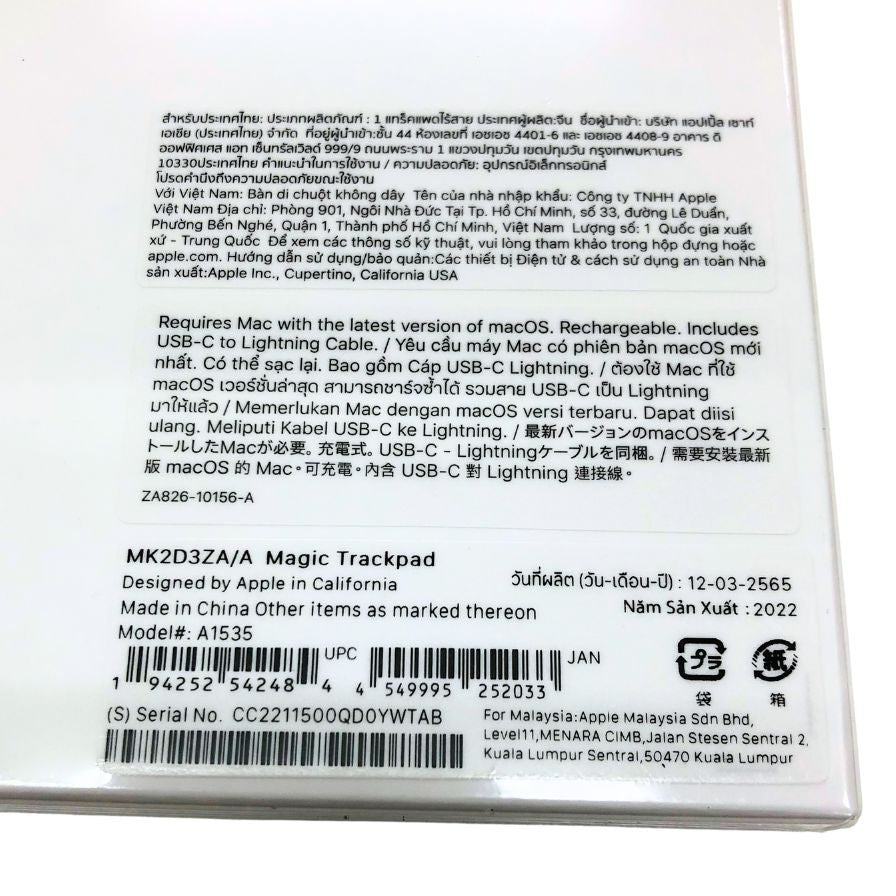 สำหรับประเทศไทย: ประเภทผลิตภัณฑ์ : 1 แทร็คแพดไร้สาย ประเทศผู้ผลิต:จีน ชื่อผู้นำเข้า: บริษัท แอปเปิ้ล เซาท์
เอเชีย (ประเทศไทย) จำกัด ที่อยู่ผู้นำเข้า:ชั้น 44 ห้องเลขที่ เอชเอช 4401-6 และ เอชเอช 4408-9 อาคาร ดิ
ออฟฟิศเศส แอท เซ็นทรัลเวิลด์ 999/9 ถนนพระราม 1 แขวงปทุมวัน เขตปทุมวัน กรุงเทพมหานคร
10330ประเทศไทย คำแนะนำในการใช้งาน / ความปลอดภัย: อุปกรณ์อิเล็กทรอนิกส์
โปรดคำนึงถึงความปลอดภัยขณะใช้งาน
Với Việt Nam: Bàn di chuột không dây Tên của nhà nhập khẩu: Công ty TNHH Apple
Việt Nam Địa chỉ: Phòng 901, Ngôi Nhà Đức Tại Tp. Hồ Chí Minh, số 33, đường Lê Duẩn,
Phường Bến Nghé, Quận 1, Thành phố Hồ Chí Minh, Việt Nam Lượng số: 1 Quốc gia xuất
xứ - Trung Quốc Để xem các thông số kỹ thuật, vui lòng tham khảo trong hộp đựng hoặc
apple.com. Hướng dẫn sử dụng/bảo quản:Các thiết bị Điện tử & cách sử dụng an toàn Nhà
sản xuất:Apple Inc., Cupertino, California USA
Requires Mac with the latest version of macOS. Rechargeable. Includes
USB-C to Lightning Cable. / Yêu cầu máy Mac có phiên bản macOS mới
nhất. Có thể sạc lại. Bao gồm Cáp USB-C Lightning. / ต้องใช้ Mac ที่ใช้
macOS เวอร์ชั่นล่าสุด สามารถชาร์จซ้ำได้ รวมสาย USB-C เป็น Lightning
มาให้แล้ว / Memerlukan Mac dengan macOS versi terbaru. Dapat diisi
ulang. Meliputi Kabel USB-C ke Lightning. / 最新バージョンのmacOSをインス
トールしたMacが必要。充電式。USB-C - Lightningケーブルを同梱。/ 需要安裝最新
版 macOS 的 Mac。可充電。內含 USB-C 對 Lightning 連接線。
ZA826-10156-A
MK2D3ZA/A Magic Trackpad
Designed by Apple in California
วันที่ผลิต (วัน-เดือน-ปี) : 12-03-2565
Made in China Other items as marked thereon
Năm Sản Xuất : 2022
Model#: A1535
UPC
JAN
プラ
紙
1 94252 54248 4
4 549995 252033
袋
箱
(S) Serial No. CC2211500QD0YWTAB
For Malaysia:Apple Malaysia Sdn Bhd,
Level11,MENARA CIMB,Jalan Stesen Sentral 2,
Kuala Lumpur Sentral,50470 Kuala Lumpur